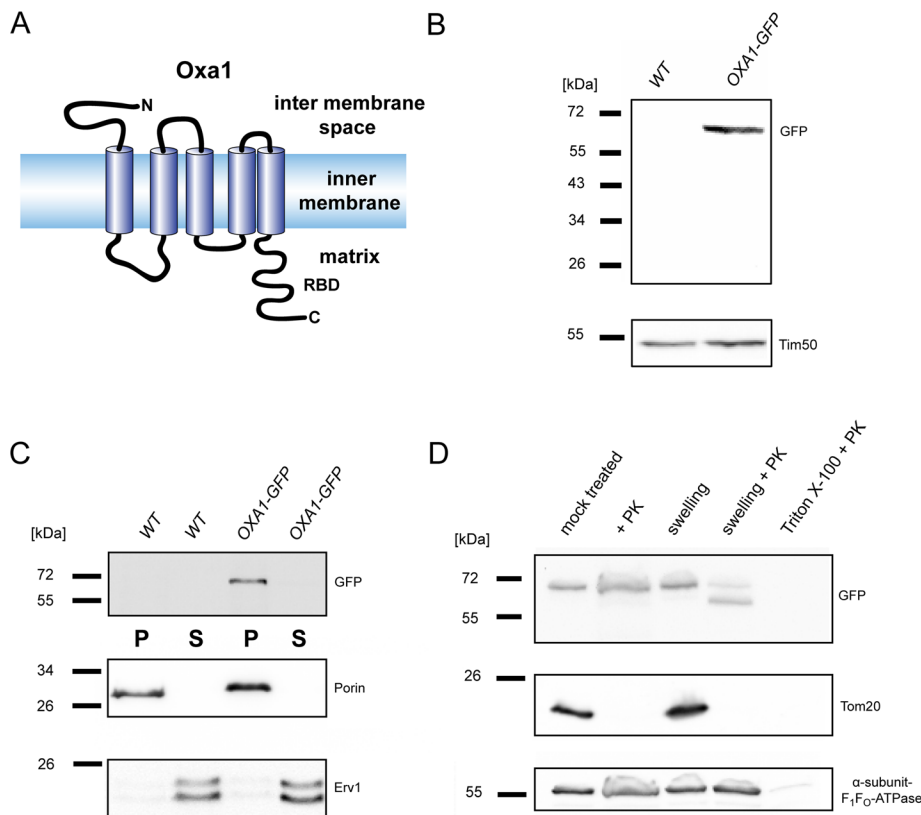 A
Oxa1
N
inter membrane
space
inner
membrane
matrix
RBD
C
B
WT
OXA1-GFP
[kDa]
72
GFP
55
43
34
26
55
Tim50
C
WT
WT
OXA1-GFP
OXA1-GFP
[kDa]
72
GFP
55
P S P S
34
Porin
26
26
Erv1
D
mock treated
+ PK
swelling
swelling + PK
Triton X-100 + PK
[kDa]
72
GFP
55
26
Tom20
55
α-subunit-
F1FO-ATPase